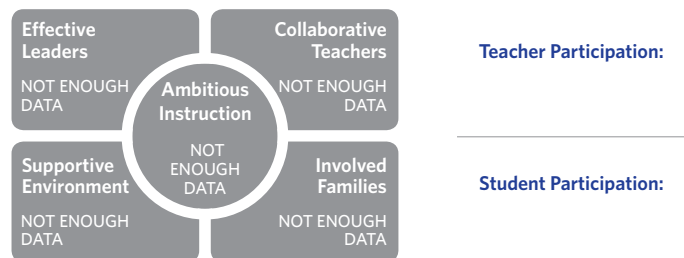 Effective
Leaders
NOT ENOUGH
DATA
Collaborative
Teachers
NOT ENOUGH
DATA
Ambitious
Instruction
NOT
ENOUGH
DATA
Supportive
Environment
NOT ENOUGH
DATA
Involved
Families
NOT ENOUGH
DATA
Teacher Participation:
Student Participation: